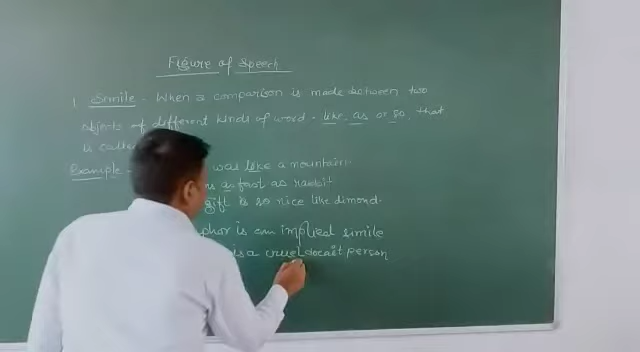 Figure of Speech
1. Simile - When a comparison is made between two
objects of different kinds of word - like, as or so, that
is called
Example - was like a mountain.
as fast as rabbit
gift is so nice like dimond.
phor is an implied simile
is a cruel person